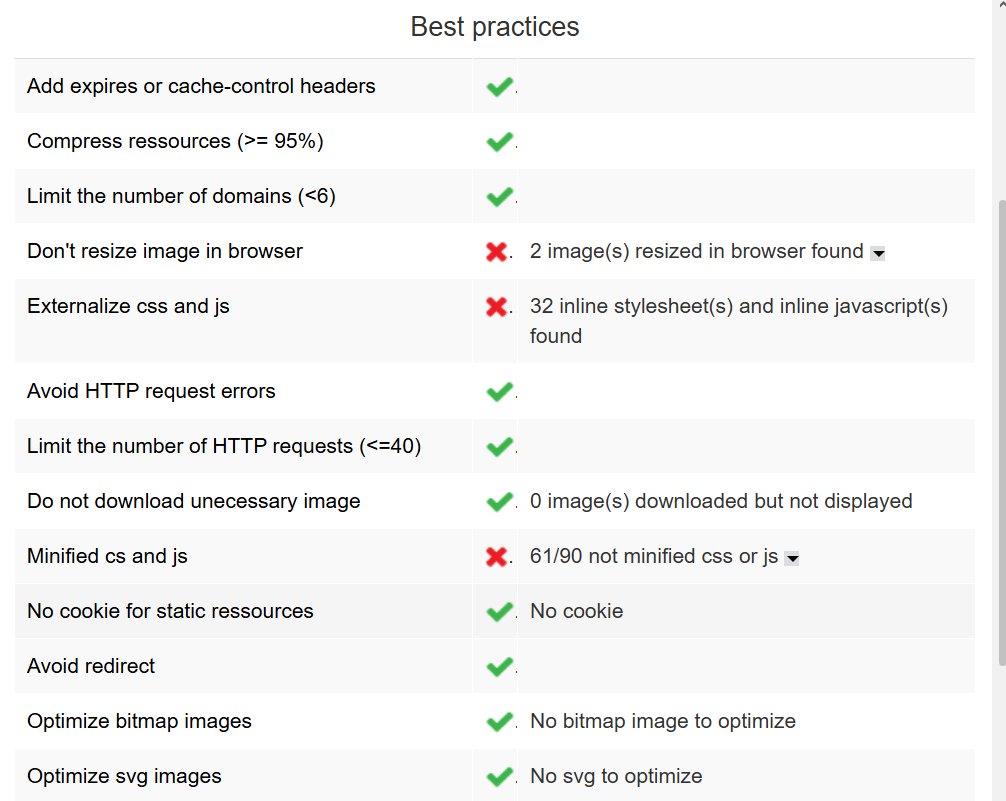 Best practices
Add expires or cache-control headers
Compress ressources (>= 95%)
Limit the number of domains (<6)
Don't resize image in browser 2 image(s) resized in browser found
Externalize css and js 32 inline stylesheet(s) and inline javascript(s)
found
Avoid HTTP request errors
Limit the number of HTTP requests (<=40)
Do not download unecessary image 0 image(s) downloaded but not displayed
Minified cs and js 61/90 not minified css or js
No cookie for static ressources No cookie
Avoid redirect
Optimize bitmap images No bitmap image to optimize
Optimize svg images No svg to optimize